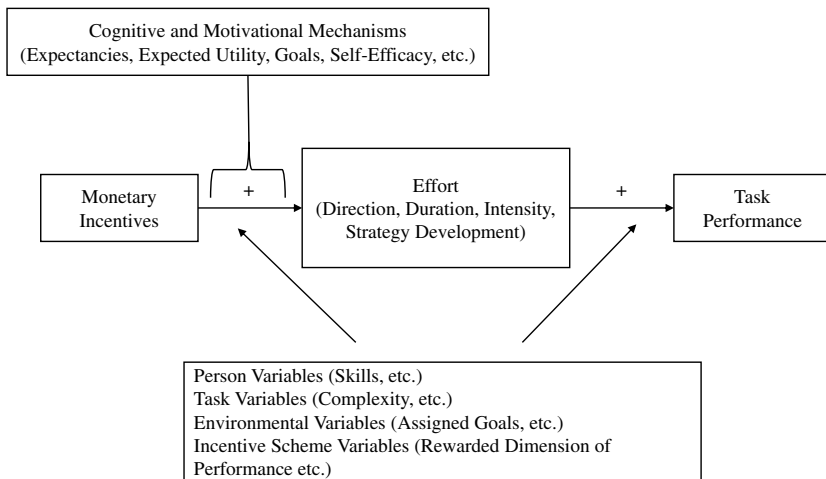 Cognitive and Motivational Mechanisms
(Expectancies, Expected Utility, Goals, Self-Efficacy, etc.)
Monetary
Incentives
+
Effort
(Direction, Duration, Intensity,
Strategy Development)
+
Task
Performance
Person Variables (Skills, etc.)
Task Variables (Complexity, etc.)
Environmental Variables (Assigned Goals, etc.)
Incentive Scheme Variables (Rewarded Dimension of
Performance etc.)